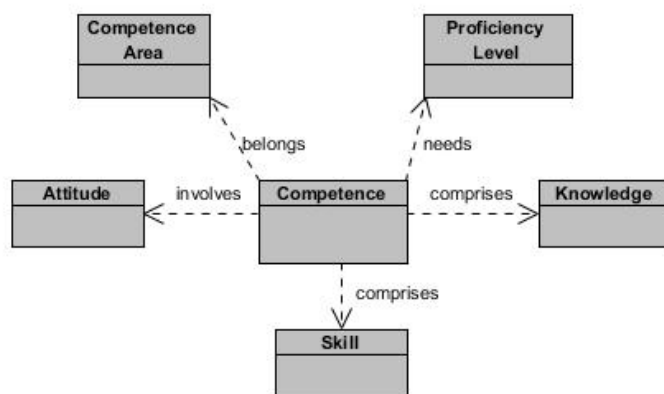 Competence
Area
Proficiency
Level
belongs
needs
Attitude
involves
Competence
comprises
Knowledge
comprises
Skill